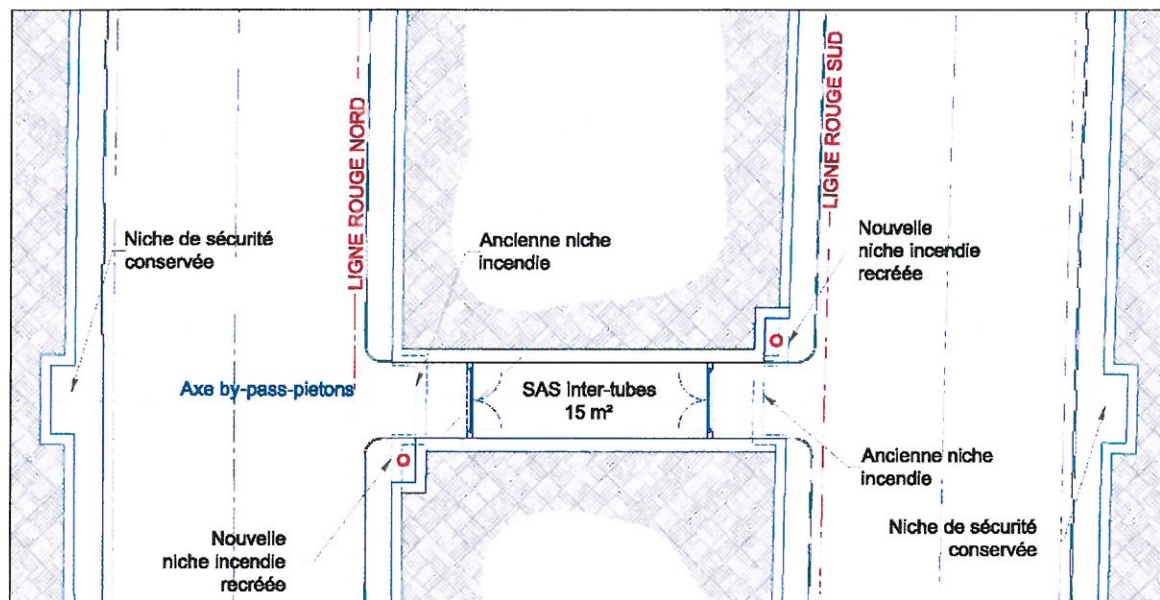 LIGNE ROUGE NORD
LIGNE ROUGE SUD
Niche de sécurité
conservée
Ancienne niche
incendie
Nouvelle
niche incendie
recréée
Axe by-pass-pietons
SAS inter-tubes
15 m²
Ancienne niche
incendie
Nouvelle
niche incendie
recréée
Niche de sécurité
conservée